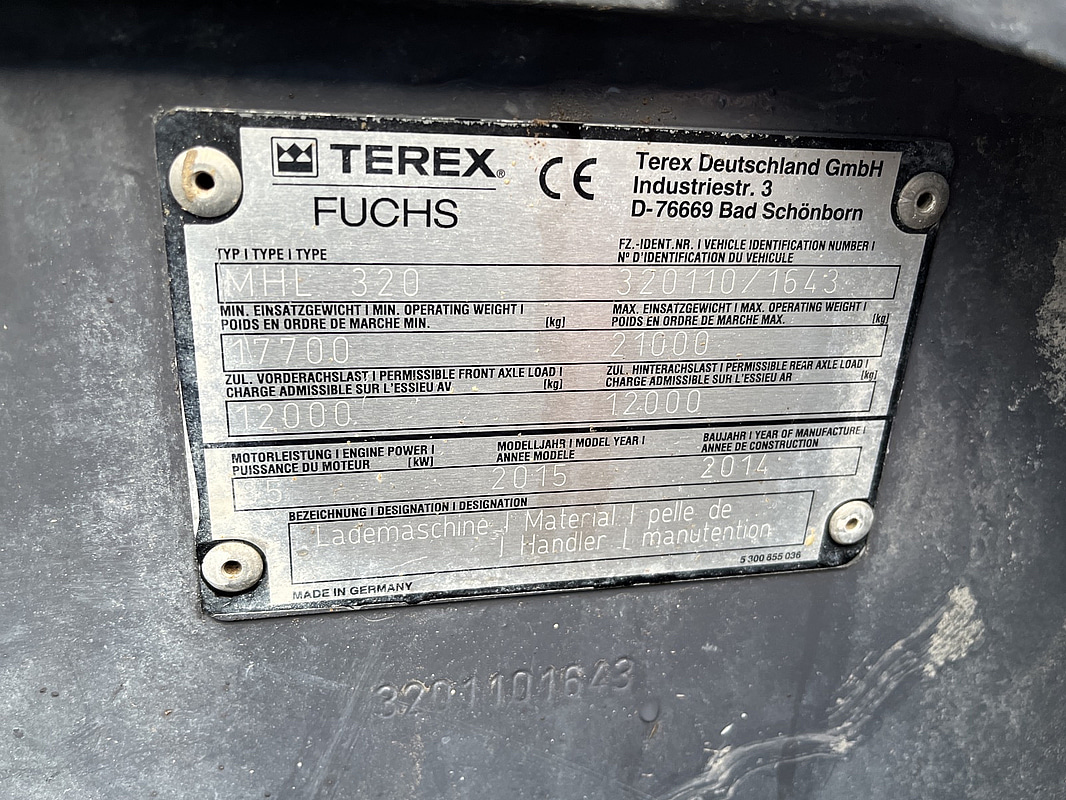 TEREX®
FUCHS
CE
Terex Deutschland GmbH
Industriestr. 3
D-76669 Bad Schönborn
TYP I TYPE I TYPE
MHL 320
FZ.-IDENT.NR. I VEHICLE IDENTIFICATION NUMBER I
N° D'IDENTIFICATION DU VEHICULE
320110/1643
MIN. EINSATZGEWICHT I MIN. OPERATING WEIGHT I
POIDS EN ORDRE DE MARCHE MIN. [kg]
17700
MAX. EINSATZGEWICHT I MAX. OPERATING WEIGHT I
POIDS EN ORDRE DE MARCHE MAX. [kg]
21000
ZUL. VORDERACHSLAST I PERMISSIBLE FRONT AXLE LOAD I
CHARGE ADMISSIBLE SUR L'ESSIEU AV [kg]
12000
ZUL. HINTERACHSLAST I PERMISSIBLE REAR AXLE LOAD I
CHARGE ADMISSIBLE SUR L'ESSIEU AR [kg]
12000
MOTORLEISTUNG I ENGINE POWER I
PUISSANCE DU MOTEUR [kW]
MODELLJAHR I MODEL YEAR I
ANNEE MODELE
2015
BAUJAHR I YEAR OF MANUFACTURE I
ANNEE DE CONSTRUCTION
2014
BEZEICHNUNG I DESIGNATION I DESIGNATION
Lademaschine I Material I pelle de
I Handler I manutention
MADE IN GERMANY
5 300 855 036
3201101643